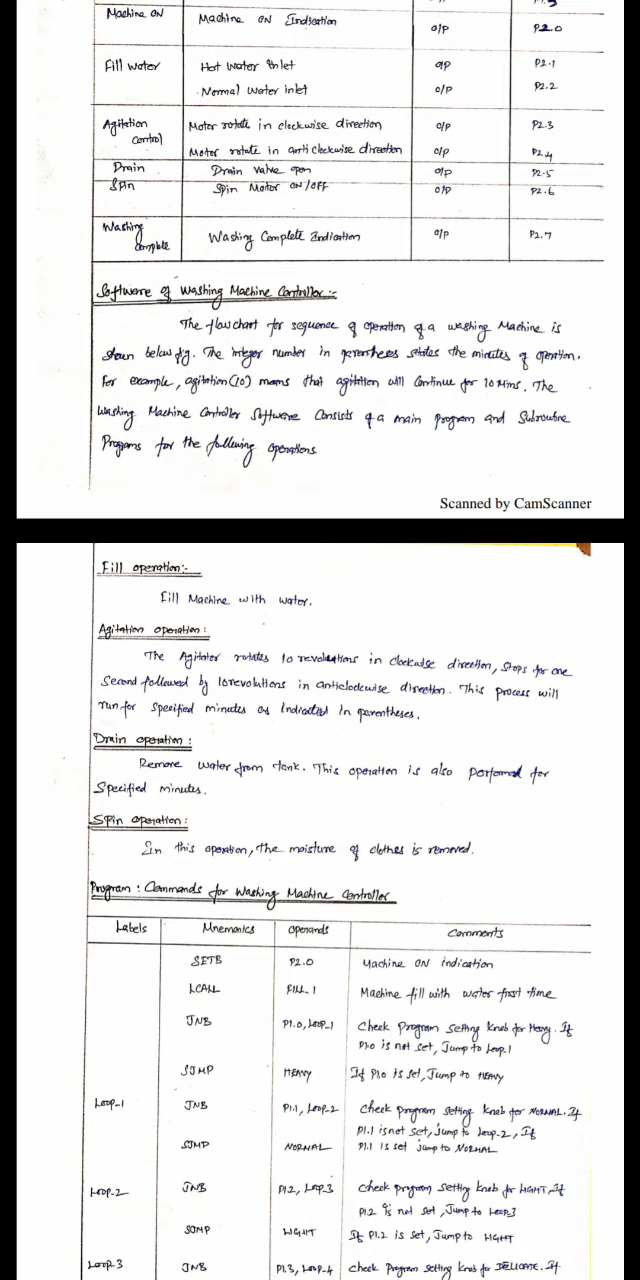 P1.5
Machine ON Machine ON Indication O/P P2.0
Fill Water Hot Water Inlet O/P P2.1
Normal Water inlet O/P P2.2
Agitation Motor rotate in clockwise direction O/P P2.3
Control Motor rotate in anti clockwise direction O/P P2.4
Drain Drain valve open O/P P2.5
Spin Spin Motor ON/OFF O/P P2.6
Washing Complete Washing Complete Indication O/P P2.7
Software of Washing Machine Controller :-
The flowchart for sequence of operation of a washing Machine is
shown below fig. The integer number in parentheses states the minutes of operation.
For example, agitation(10) means that agitation will Continue for 10 Mins. The
Washing Machine Controller Software Consists of a main program and Subroutine
Programs for the following operations
Scanned by CamScanner
Fill operation:-
Fill Machine with water.
Agitation operation:
The Agitator rotates 10 revolutions in clockwise direction, stops for one
Second followed by 10 revolutions in anticlockwise direction. This process will
run for specified minutes as Indicated in parentheses.
Drain operation:
Remove water from tank. This operation is also performed for
Specified minutes.
Spin operation:
In this operation, the moisture of clothes is removed.
Program : Commands for Washing Machine Controller
Labels Mnemonics Operands Comments
SETB P2.0 Machine ON indication
LCALL FILL_1 Machine fill with water first time
JNB P1.0, LOOP_1 Check Program Setting knob for Heavy. If
P1.0 is not set, Jump to Loop_1
SJMP HEAVY If P1.0 is set, Jump to HEAVY
LOOP_1 JNB P1.1, LOOP_2 Check program setting knob for NORMAL. If
P1.1 is not set, jump to Loop-2, If
SJMP NORMAL P1.1 is set jump to NORMAL
LOOP_2 JNB P1.2, LOOP_3 Check program setting knob for LIGHT, If
P1.2 is not set, Jump to LOOP_3
SJMP LIGHT If P1.2 is set, Jump to LIGHT
LOOP_3 JNB P1.3, LOOP_4 check program Setting knob for DELICATE. If